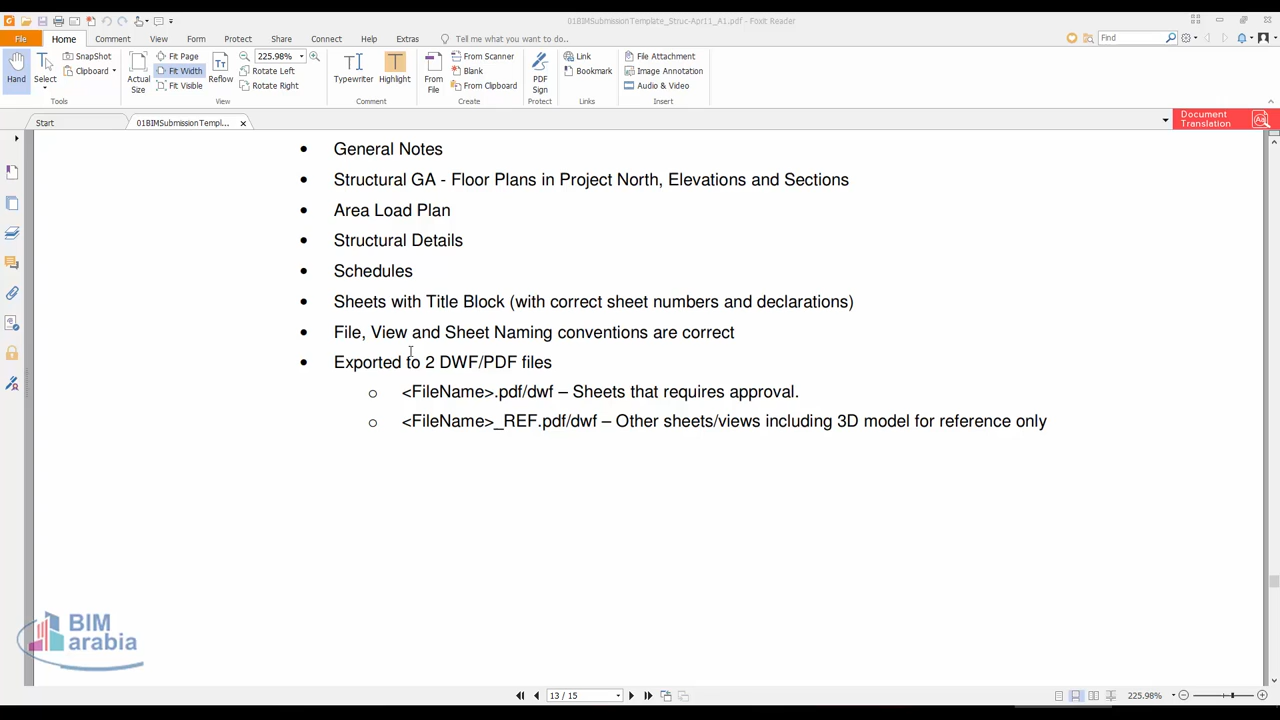 01BIMSubmissionTemplate_Struc-Apr11_A1.pdf - Foxit Reader
File Home Comment View Form Protect Share Connect Help Extras Tell me what you want to do.. Find
Hand
Select
SnapShot
Clipboard
Tools
Actual Size
Fit Page
Fit Width
Fit Visible
Reflow
225.98%
Rotate Left
Rotate Right
View
Typewriter
Highlight
Comment
From File
From Scanner
Blank
From Clipboard
Create
PDF Sign
Protect
Link
Bookmark
Links
File Attachment
Image Annotation
Audio & Video
Insert
Start
01BIMSubmissionTempl...
Document
Translation
• General Notes
• Structural GA - Floor Plans in Project North, Elevations and Sections
• Area Load Plan
• Structural Details
• Schedules
• Sheets with Title Block (with correct sheet numbers and declarations)
• File, View and Sheet Naming conventions are correct
• Exported to 2 DWF/PDF files
o <FileName>.pdf/dwf – Sheets that requires approval.
o <FileName>_REF.pdf/dwf – Other sheets/views including 3D model for reference only
BIM
arabia
13 / 15
225.98%